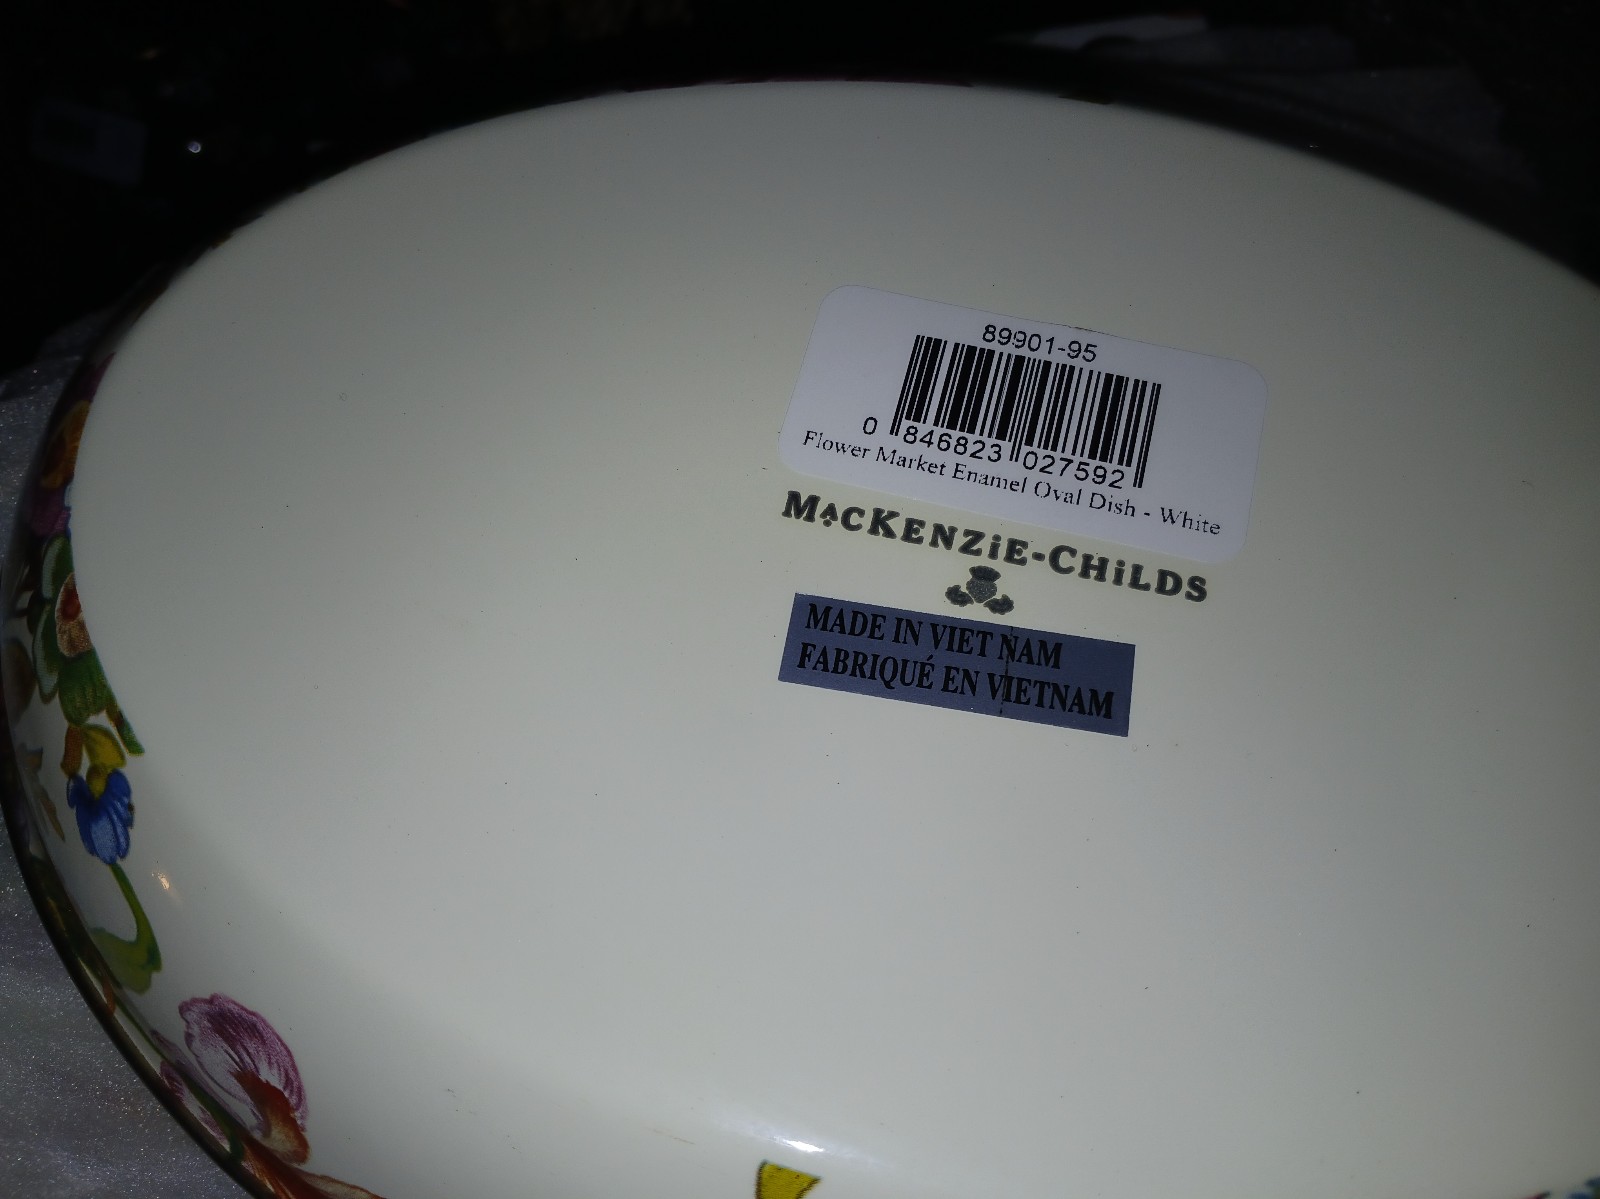 89901-95
0 846823 027592
Flower Market Enamel Oval Dish - White
MACKENZiE-CHiLDS
MADE IN VIET NAM
FABRIQUÉ EN VIETNAM